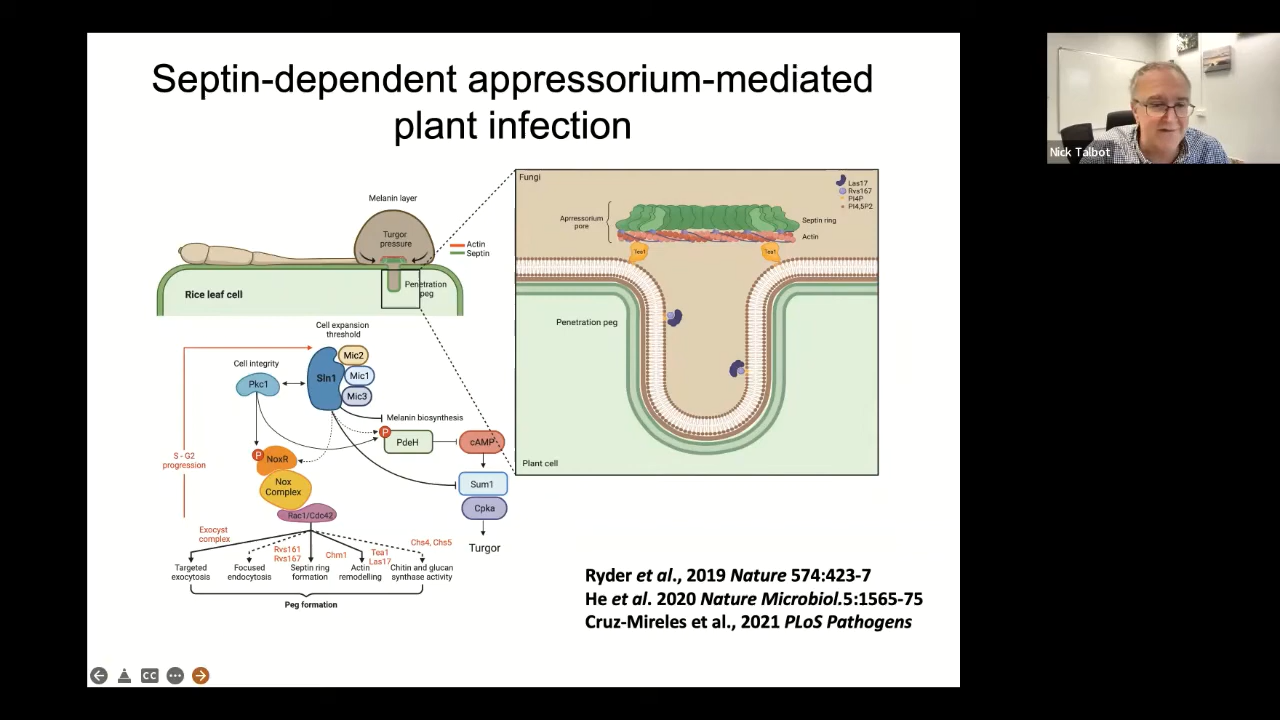 Septin-dependent appressorium-mediated
plant infection
Nick Talbot
Melanin layer
Turgor
pressure
Actin
Septin
Rice leaf cell
Penetration
peg
Fungi
Las17
Rvs167
PI4P
PI4,5P2
Apressorium
pore
Septin ring
Actin
Tea1
Tea1
Penetration peg
Plant cell
Cell expansion
threshold
Cell integrity
Pkc1
Sln1
Mic2
Mic1
Mic3
Melanin biosynthesis
P
PdeH
cAMP
S - G2
progression
P
NoxR
Nox
Complex
Rac1/Cdc42
Sum1
Cpka
Turgor
Exocyst
complex
Rvs161
Rvs167
Chm1
Tea1
Las17
Chs4, Chs5
Targeted
exocytosis
Focused
endocytosis
Septin ring
formation
Actin
remodelling
Chitin and glucan
synthase activity
Peg formation
Ryder et al., 2019 Nature 574:423-7
He et al. 2020 Nature Microbiol.5:1565-75
Cruz-Mireles et al., 2021 PLoS Pathogens
CC